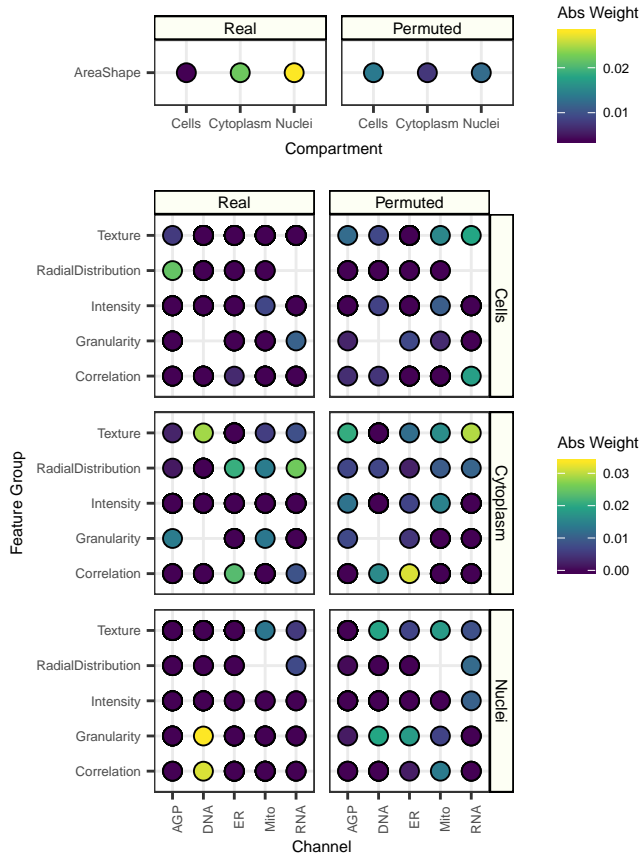 Real Permuted
AreaShape
Cells Cytoplasm Nuclei Cells Cytoplasm Nuclei
Compartment
Abs Weight
0.02
0.01
Real Permuted
Texture
RadialDistribution
Intensity
Granularity
Correlation
Cells
Texture
RadialDistribution
Intensity
Granularity
Correlation
Cytoplasm
Texture
RadialDistribution
Intensity
Granularity
Correlation
Nuclei
Feature Group
AGP DNA ER Mito RNA AGP DNA ER Mito RNA
Channel
Abs Weight
0.03
0.02
0.01
0.00